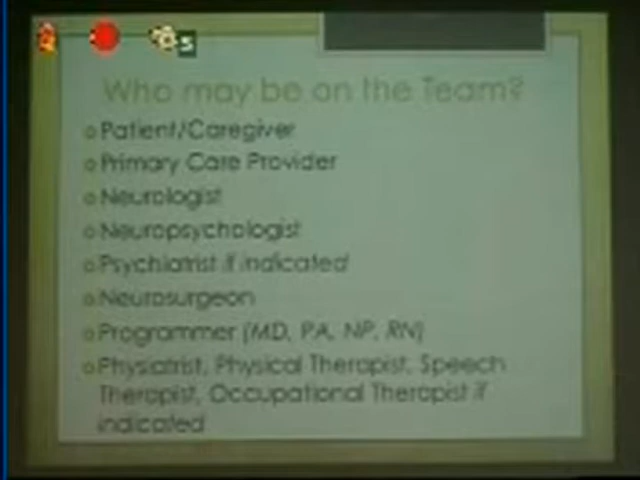 5
Who may be on the Team?
Patient/Caregiver
Primary Care Provider
Neurologist
Neuropsychologist
Psychiatrist if indicated
Neurosurgeon
Programmer (MD, PA, NP, RN)
Physiatrist, Physical Therapist, Speech
Therapist, Occupational Therapist if
indicated